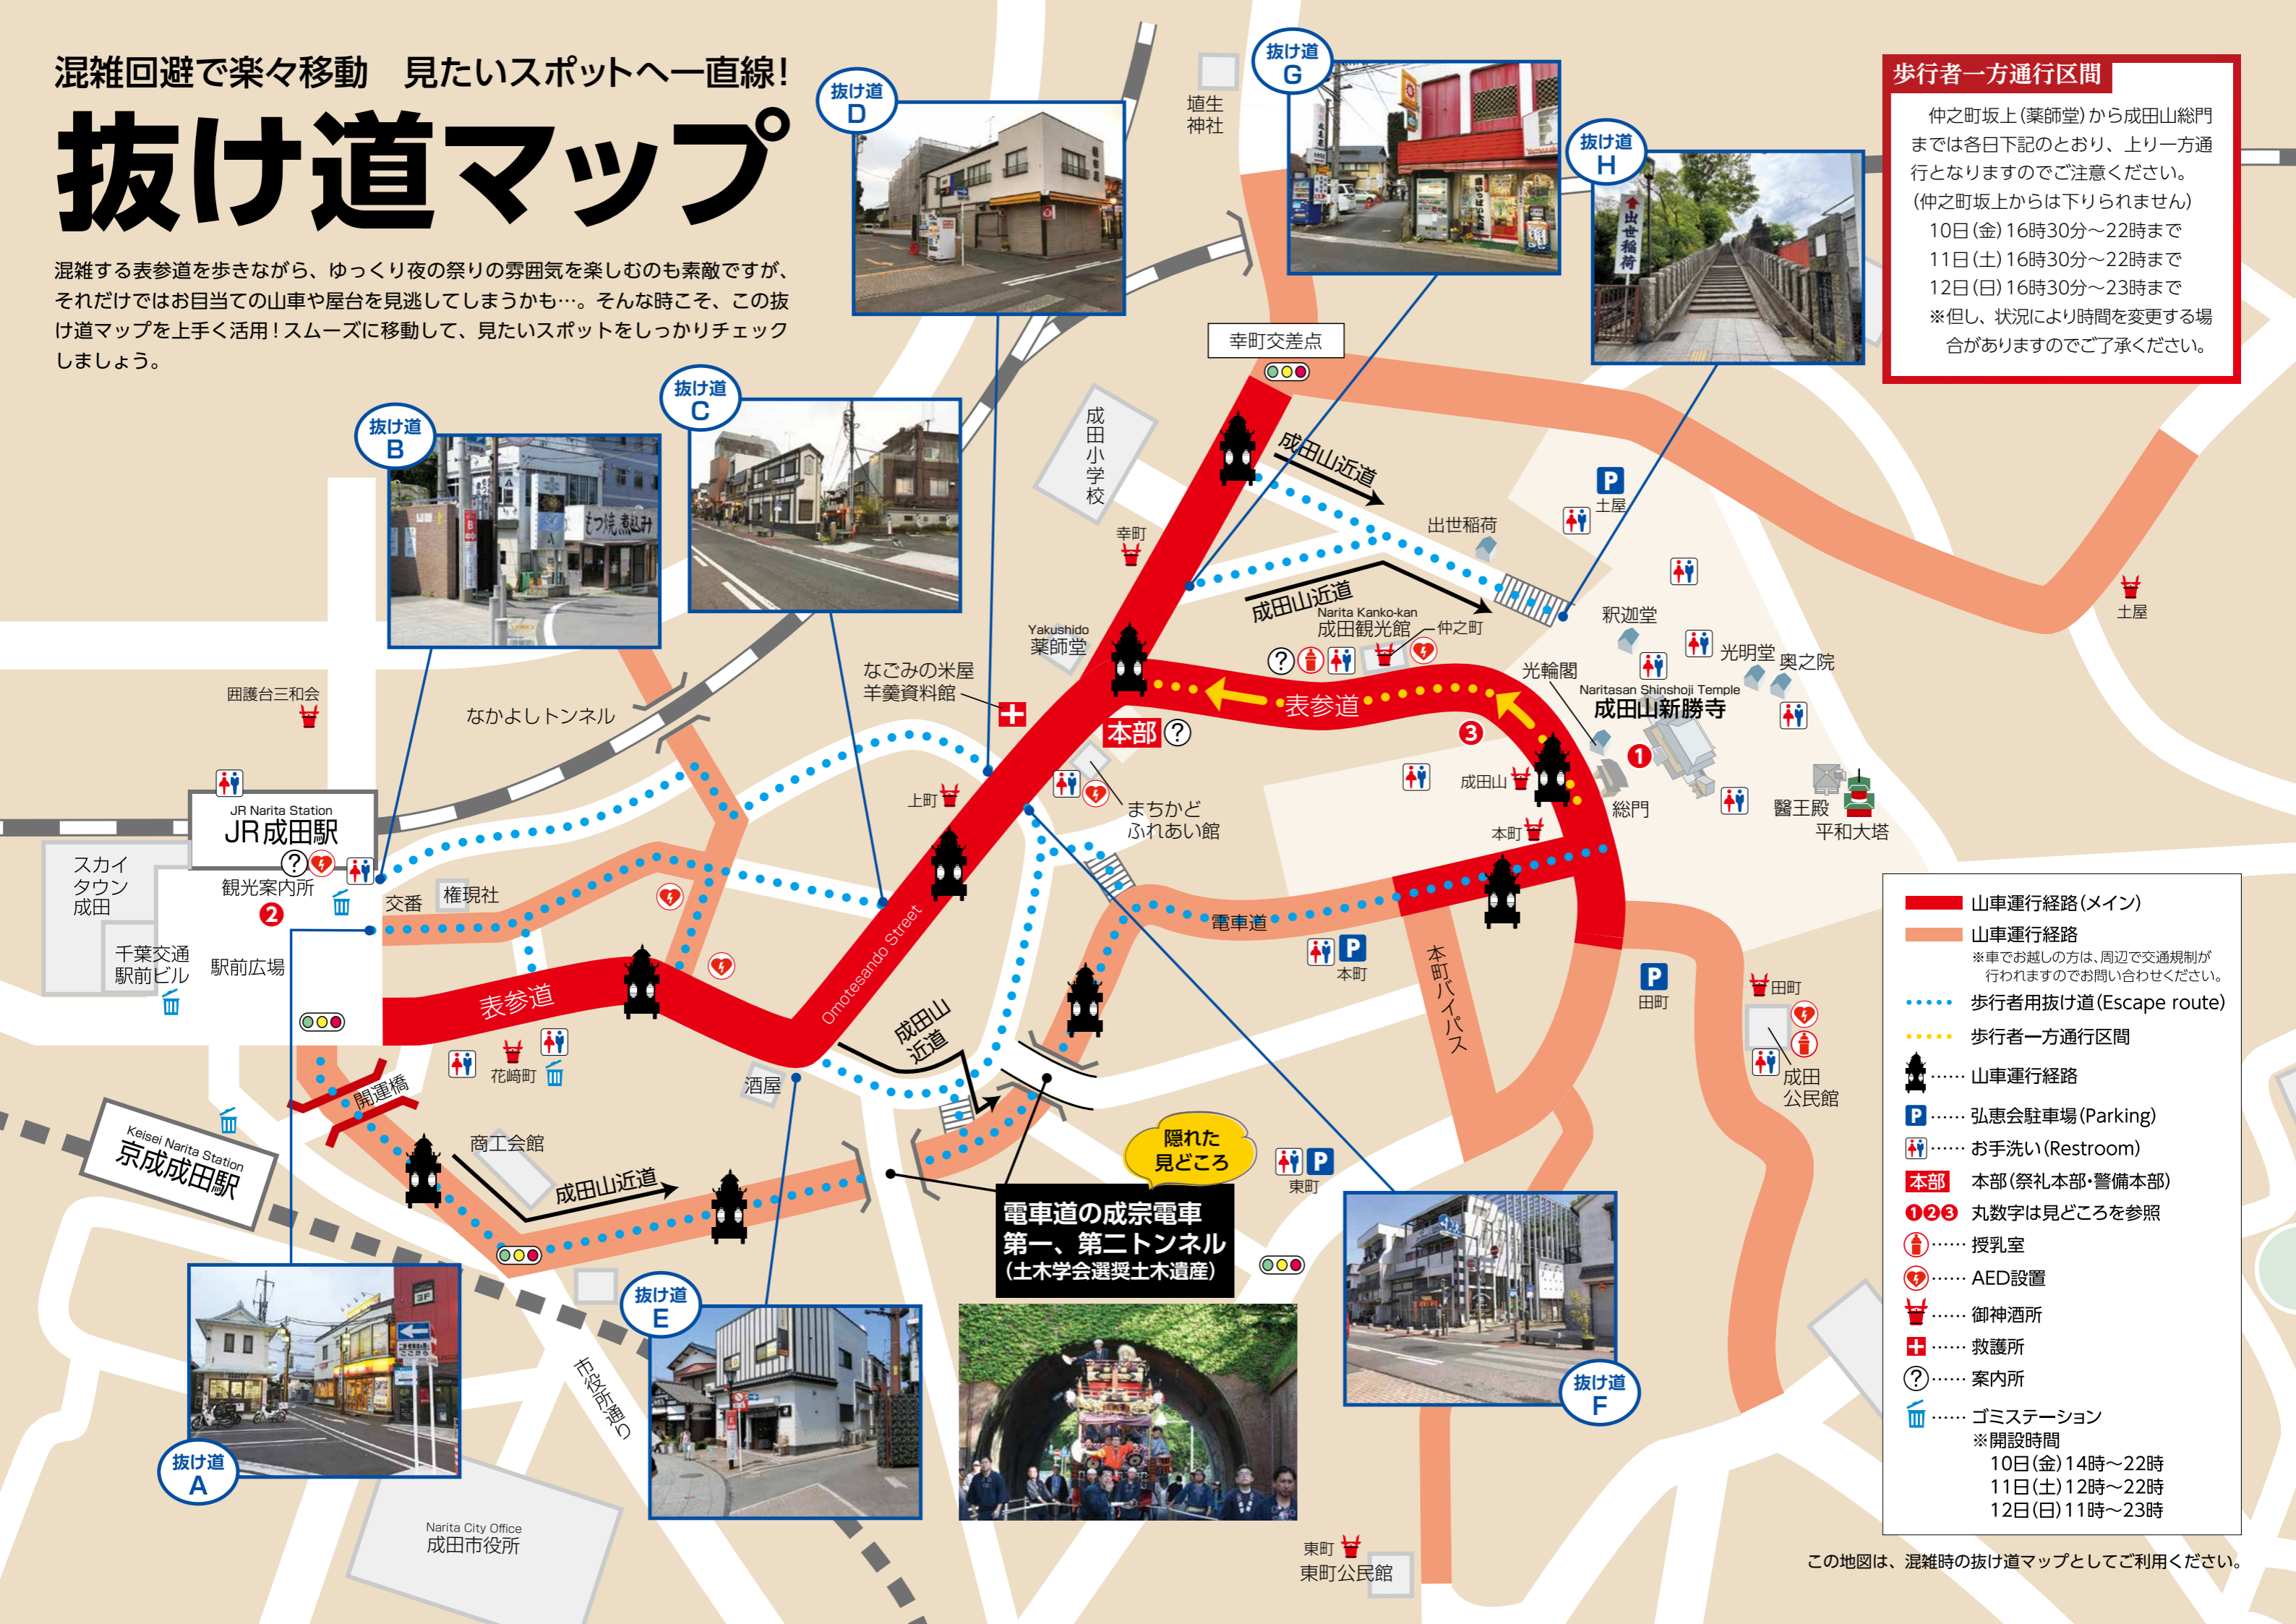 混雑回避で楽々移動　見たいスポットへ一直線！
抜け道マップ
混雑する表参道を歩きながら、ゆっくり夜の祭りの雰囲気を楽しむのも素敵ですが、
それだけではお目当ての山車や屋台を見逃してしまうかも…。そんな時こそ、この抜
け道マップを上手く活用！スムーズに移動して、見たいスポットをしっかりチェック
しましょう。
歩行者一方通行区間
仲之町坂上（薬師堂）から成田山総門
までは各日下記のとおり、上り一方通
行となりますのでご注意ください。
（仲之町坂上からは下りられません）
10日（金）16時30分～22時まで
11日（土）16時30分～22時まで
12日（日）16時30分～23時まで
※但し、状況により時間を変更する場
合がありますのでご了承ください。
抜け道
D
抜け道
G
抜け道
H
出世稲荷
抜け道
B
もつ焼煮込み
抜け道
C
埴生
神社
幸町交差点
成田小学校
成田山近道
幸町
出世稲荷
P
土屋
土屋
成田山近道
Narita Kanko-kan
成田観光館
仲之町
Yakushido
薬師堂
釈迦堂
光明堂
奥之院
光輪閣
Naritasan Shinshoji Temple
成田山新勝寺
なごみの米屋
羊羹資料館
表参道
本部
?
3
1
成田山
総門
醫王殿
平和大塔
本町
まちかど
ふれあい館
上町
囲護台三和会
なかよしトンネル
JR Narita Station
JR成田駅
スカイ
タウン
成田
観光案内所
2
交番
権現社
千葉交通
駅前ビル
駅前広場
表参道
Omotesando Street
電車道
P
本町
本町バイパス
P
田町
田町
成田
公民館
花﨑町
酒屋
成田山
近道
開運橋
Keisei Narita Station
京成成田駅
商工会館
成田山近道
隠れた
見どころ
P
東町
電車道の成宗電車
第一、第二トンネル
（土木学会選奨土木遺産）
抜け道
A
3F
抜け道
E
抜け道
F
市役所通り
Narita City Office
成田市役所
東町
東町公民館
山車運行経路（メイン）
山車運行経路
※車でお越しの方は、周辺で交通規制が
行われますのでお問い合わせください。
歩行者用抜け道（Escape route）
歩行者一方通行区間
……山車運行経路
P……弘恵会駐車場（Parking）
……お手洗い（Restroom）
本部 本部（祭礼本部・警備本部）
❶❷❸ 丸数字は見どころを参照
……授乳室
……AED設置
……御神酒所
……救護所
?……案内所
……ゴミステーション
※開設時間
10日（金）14時～22時
11日（土）12時～22時
12日（日）11時～23時
この地図は、混雑時の抜け道マップとしてご利用ください。